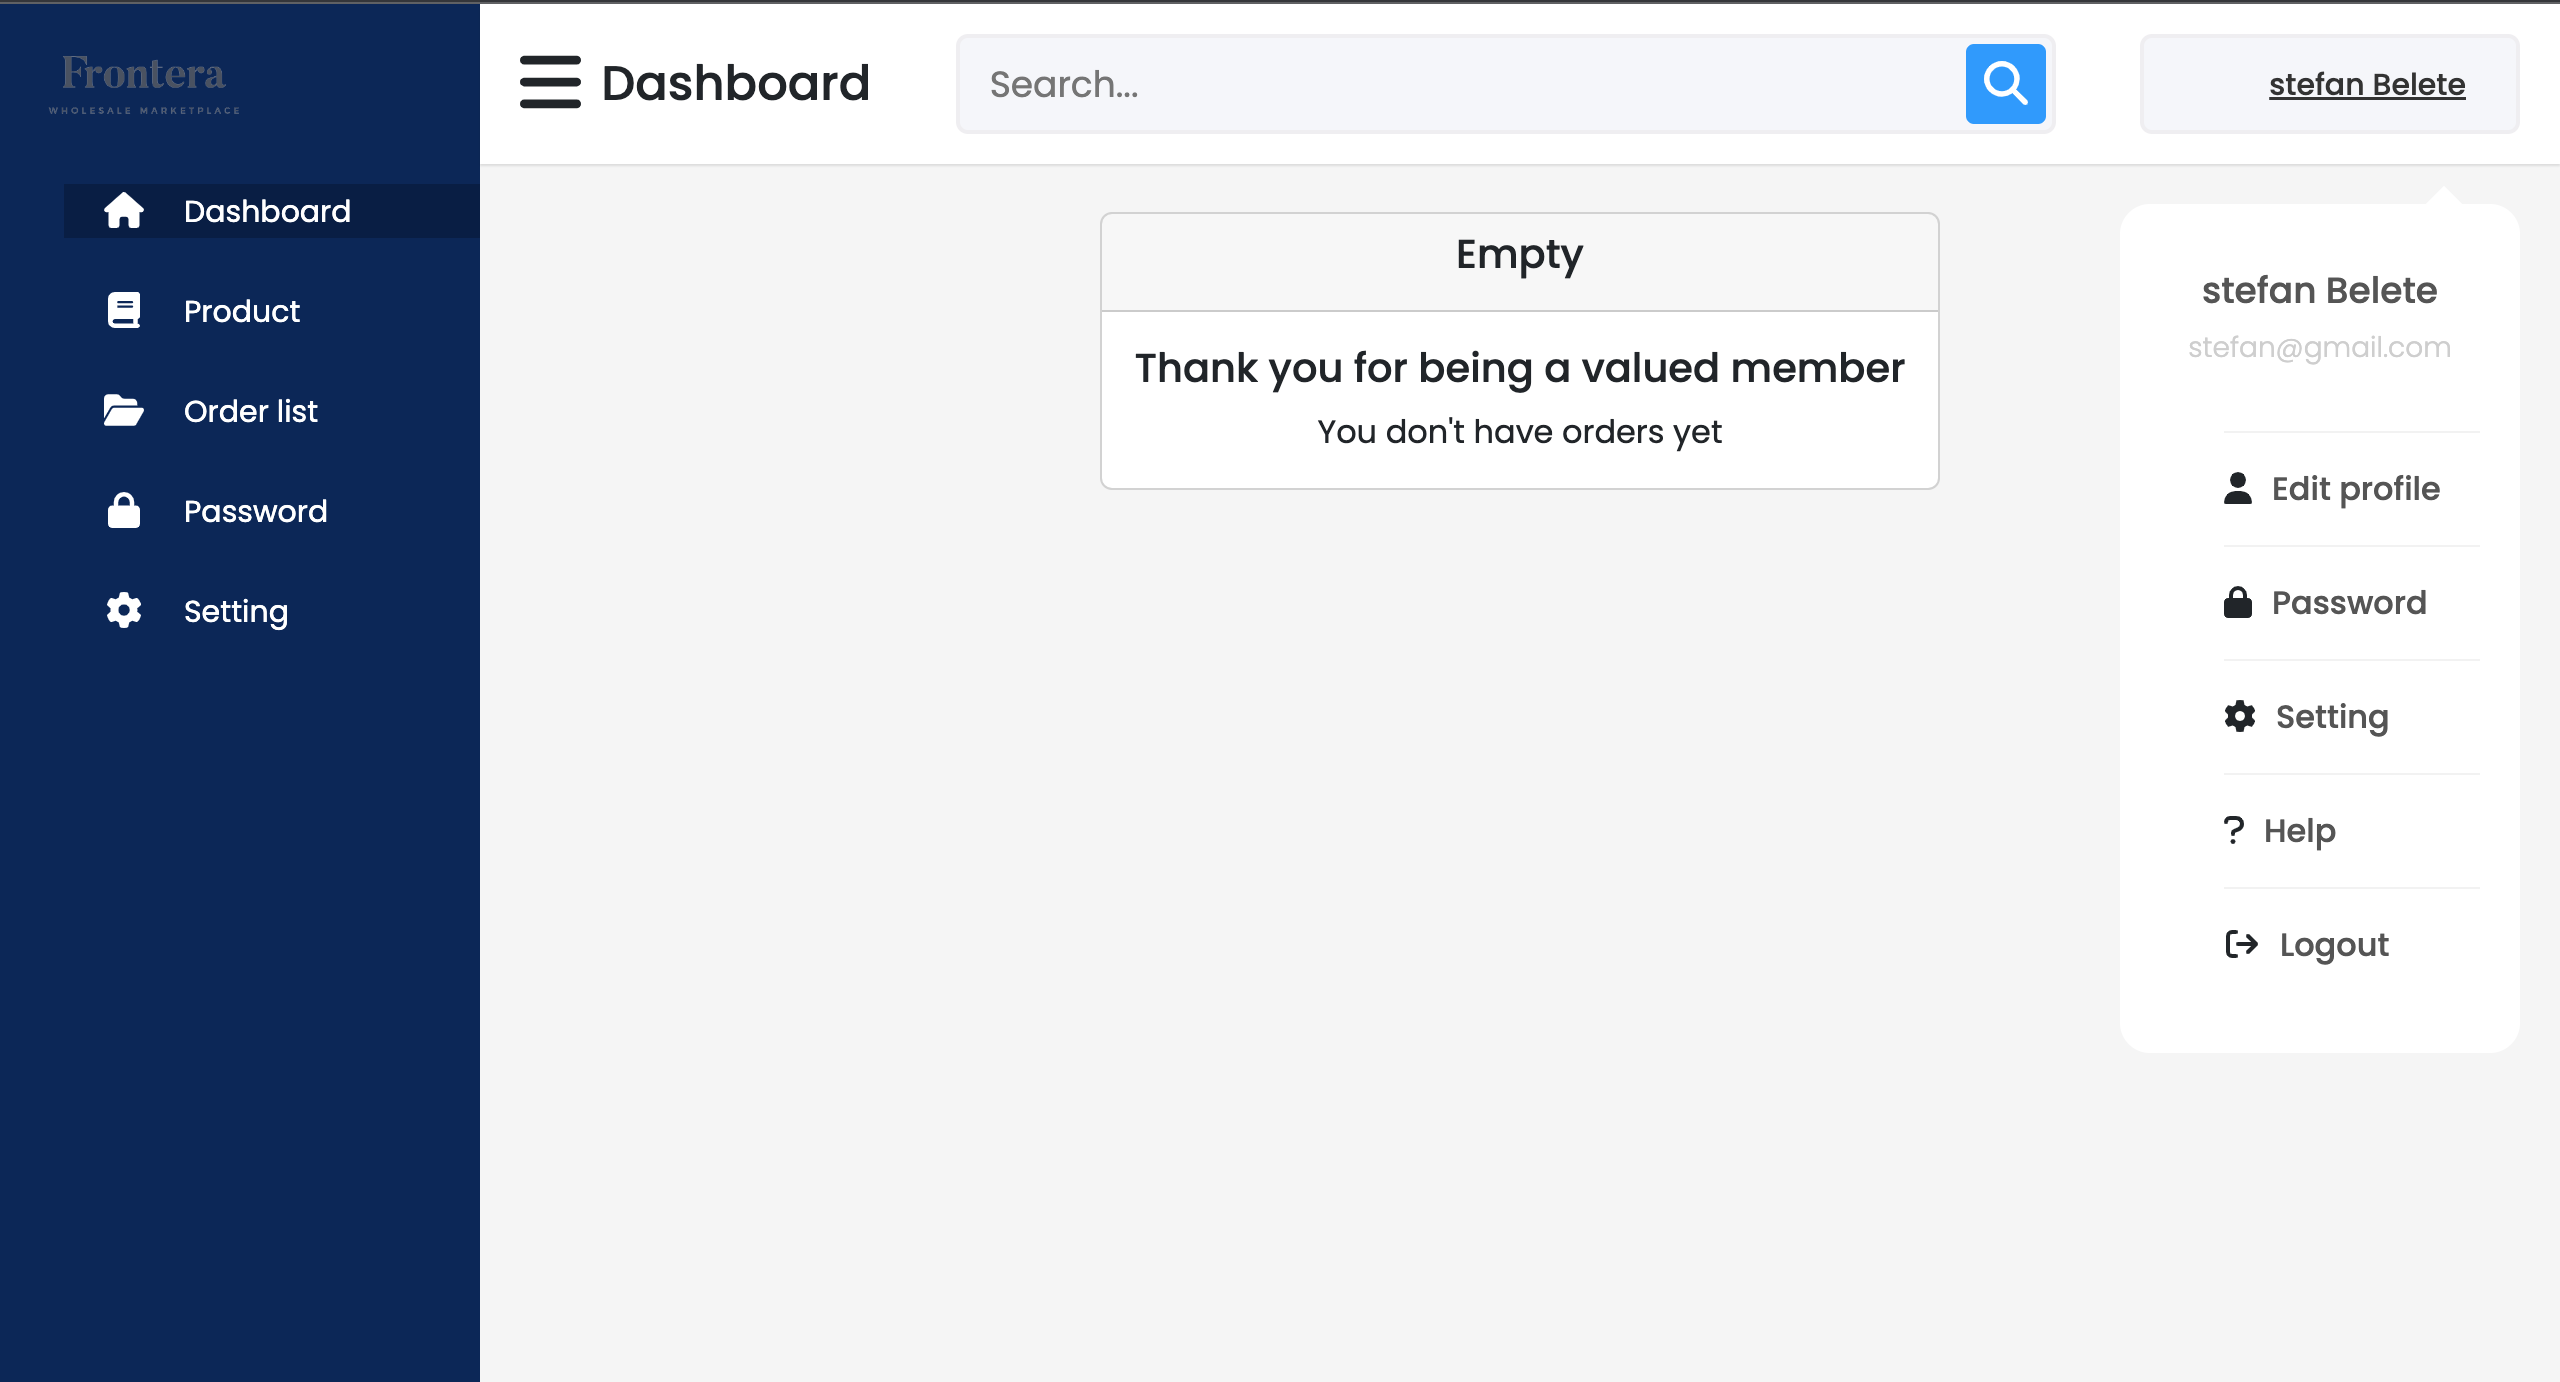 Frontera
WHOLESALE MARKETPLACE
Dashboard
Product
Order list
Password
Setting
Dashboard
Search...
stefan Belete
Empty
Thank you for being a valued member
You don't have orders yet
stefan Belete
stefan@gmail.com
Edit profile
Password
Setting
? Help
Logout